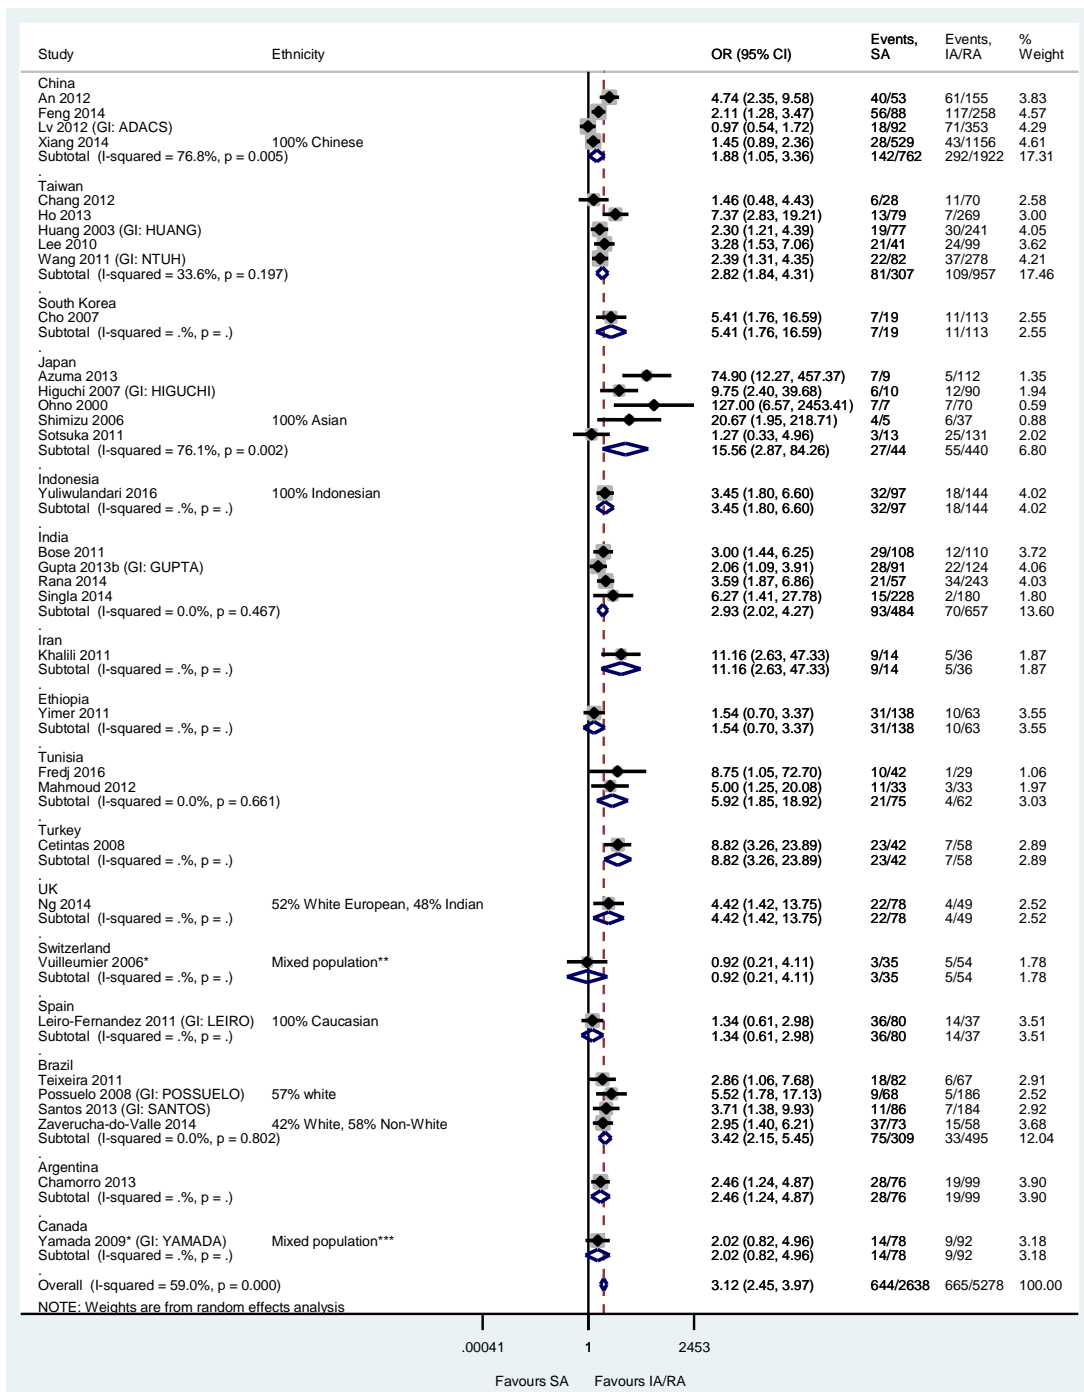 Study Ethnicity OR (95% CI) Events, SA Events, IA/RA % Weight
China
An 2012 4.74 (2.35, 9.58) 40/53 61/155 3.83
Feng 2014 2.11 (1.28, 3.47) 56/88 117/258 4.57
Lv 2012 (GI: ADACS) 0.97 (0.54, 1.72) 18/92 71/353 4.29
Xiang 2014 100% Chinese 1.45 (0.89, 2.36) 28/529 43/1156 4.61
Subtotal (I-squared = 76.8%, p = 0.005) 1.88 (1.05, 3.36) 142/762 292/1922 17.31
.
Taiwan
Chang 2012 1.46 (0.48, 4.43) 6/28 11/70 2.58
Ho 2013 7.37 (2.83, 19.21) 13/79 7/269 3.00
Huang 2003 (GI: HUANG) 2.30 (1.21, 4.39) 19/77 30/241 4.05
Lee 2010 3.28 (1.53, 7.06) 21/41 24/99 3.62
Wang 2011 (GI: NTUH) 2.39 (1.31, 4.35) 22/82 37/278 4.21
Subtotal (I-squared = 33.6%, p = 0.197) 2.82 (1.84, 4.31) 81/307 109/957 17.46
.
South Korea
Cho 2007 5.41 (1.76, 16.59) 7/19 11/113 2.55
Subtotal (I-squared = .%, p = .) 5.41 (1.76, 16.59) 7/19 11/113 2.55
.
Japan
Azuma 2013 74.90 (12.27, 457.37) 7/9 5/112 1.35
Higuchi 2007 (GI: HIGUCHI) 9.75 (2.40, 39.68) 6/10 12/90 1.94
Ohno 2000 127.00 (6.57, 2453.41) 7/7 7/70 0.59
Shimizu 2006 100% Asian 20.67 (1.95, 218.71) 4/5 6/37 0.88
Sotsuka 2011 1.27 (0.33, 4.96) 3/13 25/131 2.02
Subtotal (I-squared = 76.1%, p = 0.002) 15.56 (2.87, 84.26) 27/44 55/440 6.80
.
Indonesia
Yuliwulandari 2016 100% Indonesian 3.45 (1.80, 6.60) 32/97 18/144 4.02
Subtotal (I-squared = .%, p = .) 3.45 (1.80, 6.60) 32/97 18/144 4.02
.
India
Bose 2011 3.00 (1.44, 6.25) 29/108 12/110 3.72
Gupta 2013b (GI: GUPTA) 2.06 (1.09, 3.91) 28/91 22/124 4.06
Rana 2014 3.59 (1.87, 6.86) 21/57 34/243 4.03
Singla 2014 6.27 (1.41, 27.78) 15/228 2/180 1.80
Subtotal (I-squared = 0.0%, p = 0.467) 2.93 (2.02, 4.27) 93/484 70/657 13.60
.
Iran
Khalili 2011 11.16 (2.63, 47.33) 9/14 5/36 1.87
Subtotal (I-squared = .%, p = .) 11.16 (2.63, 47.33) 9/14 5/36 1.87
.
Ethiopia
Yimer 2011 1.54 (0.70, 3.37) 31/138 10/63 3.55
Subtotal (I-squared = .%, p = .) 1.54 (0.70, 3.37) 31/138 10/63 3.55
.
Tunisia
Fredj 2016 8.75 (1.05, 72.70) 10/42 1/29 1.06
Mahmoud 2012 5.00 (1.25, 20.08) 11/33 3/33 1.97
Subtotal (I-squared = 0.0%, p = 0.661) 5.92 (1.85, 18.92) 21/75 4/62 3.03
.
Turkey
Cetintas 2008 8.82 (3.26, 23.89) 23/42 7/58 2.89
Subtotal (I-squared = .%, p = .) 8.82 (3.26, 23.89) 23/42 7/58 2.89
.
UK
Ng 2014 52% White European, 48% Indian 4.42 (1.42, 13.75) 22/78 4/49 2.52
Subtotal (I-squared = .%, p = .) 4.42 (1.42, 13.75) 22/78 4/49 2.52
.
Switzerland
Vuilleumier 2006* Mixed population** 0.92 (0.21, 4.11) 3/35 5/54 1.78
Subtotal (I-squared = .%, p = .) 0.92 (0.21, 4.11) 3/35 5/54 1.78
.
Spain
Leiro-Fernandez 2011 (GI: LEIRO) 100% Caucasian 1.34 (0.61, 2.98) 36/80 14/37 3.51
Subtotal (I-squared = .%, p = .) 1.34 (0.61, 2.98) 36/80 14/37 3.51
.
Brazil
Teixeira 2011 2.86 (1.06, 7.68) 18/82 6/67 2.91
Possuelo 2008 (GI: POSSUELO) 57% white 5.52 (1.78, 17.13) 9/68 5/186 2.52
Santos 2013 (GI: SANTOS) 3.71 (1.38, 9.93) 11/86 7/184 2.92
Zaverucha-do-Valle 2014 42% White, 58% Non-White 2.95 (1.40, 6.21) 37/73 15/58 3.68
Subtotal (I-squared = 0.0%, p = 0.802) 3.42 (2.15, 5.45) 75/309 33/495 12.04
.
Argentina
Chamorro 2013 2.46 (1.24, 4.87) 28/76 19/99 3.90
Subtotal (I-squared = .%, p = .) 2.46 (1.24, 4.87) 28/76 19/99 3.90
.
Canada
Yamada 2009* (GI: YAMADA) Mixed population*** 2.02 (0.82, 4.96) 14/78 9/92 3.18
Subtotal (I-squared = .%, p = .) 2.02 (0.82, 4.96) 14/78 9/92 3.18
.
Overall (I-squared = 59.0%, p = 0.000) 3.12 (2.45, 3.97) 644/2638 665/5278 100.00
NOTE: Weights are from random effects analysis
.00041 1 2453
Favours SA Favours IA/RA